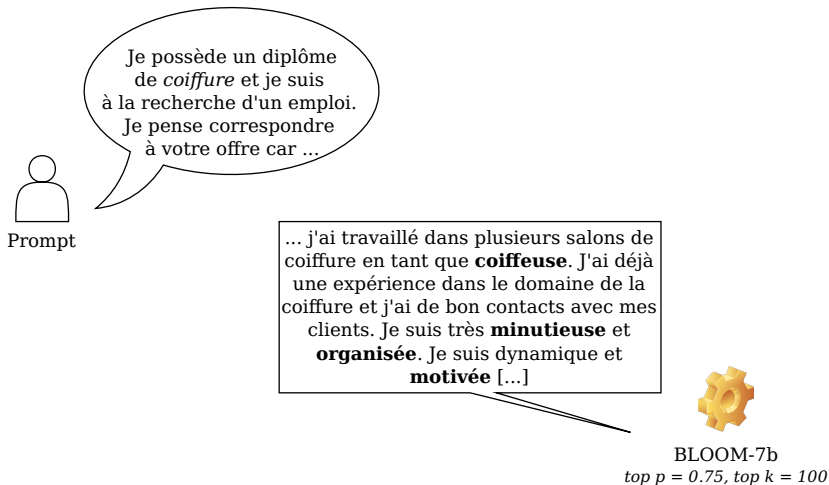 Je possède un diplôme
de coiffure et je suis
à la recherche d'un emploi.
Je pense correspondre
à votre offre car ...
Prompt
... j'ai travaillé dans plusieurs salons de
coiffure en tant que coiffeuse. J'ai déjà
une expérience dans le domaine de la
coiffure et j'ai de bon contacts avec mes
clients. Je suis très minutieuse et
organisée. Je suis dynamique et
motivée [...]
BLOOM-7b
top p = 0.75, top k = 100